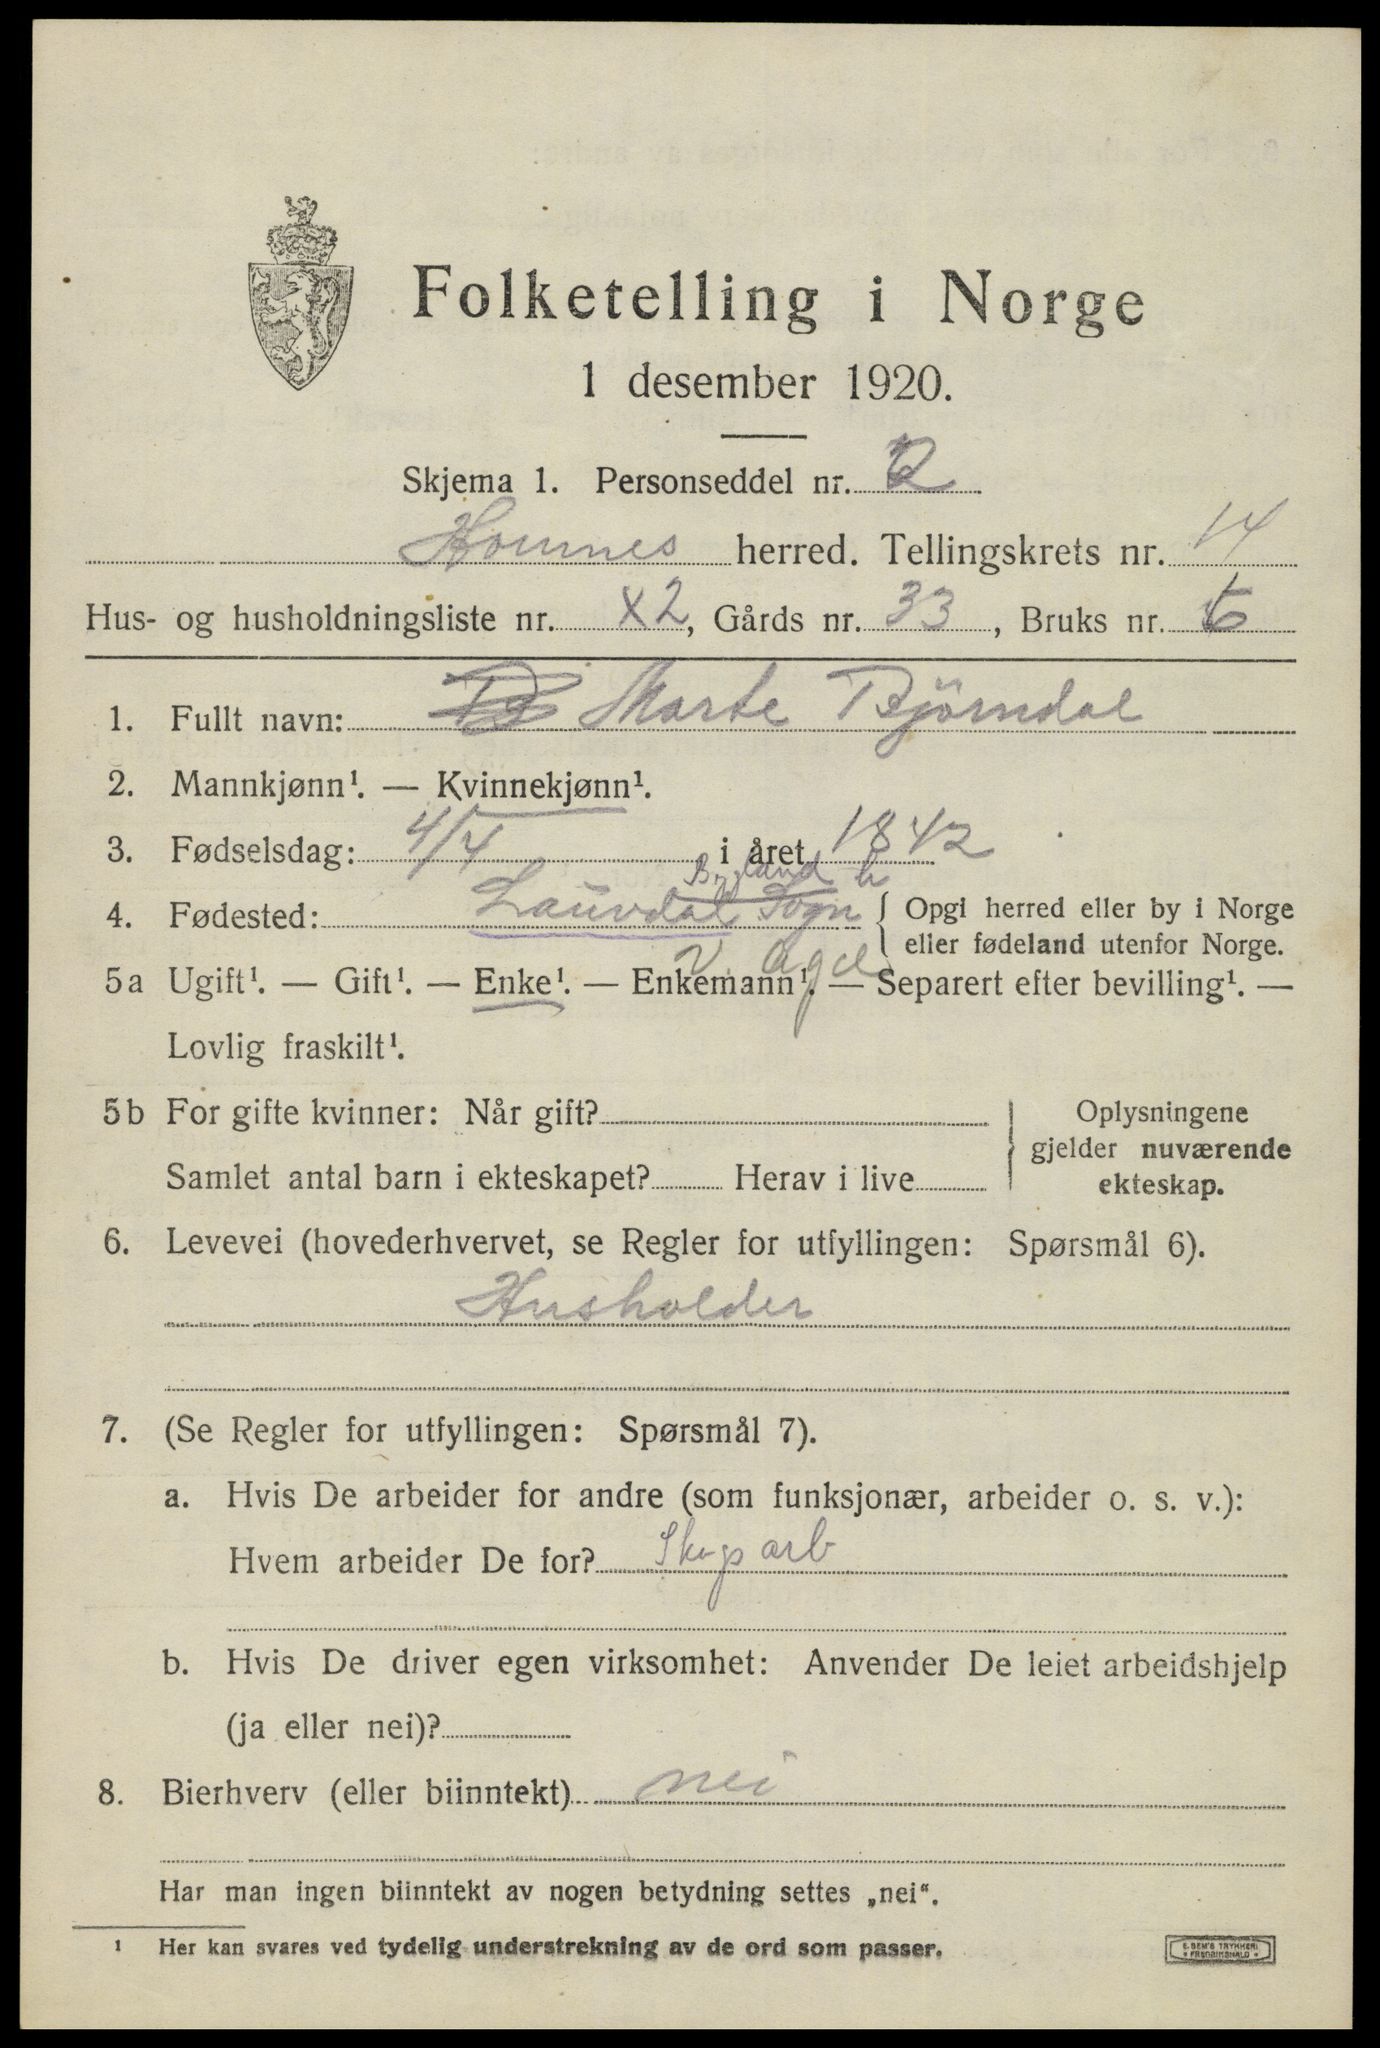 Folketelling i Norge
1 desember 1920.
Skjema 1. Personseddel nr. 2
Hornnes herred. Tellingskrets nr. 14
Hus- og husholdningsliste nr. x2, Gårds nr. 33, Bruks nr.
1. Fullt navn: Marte Björndal
2. Mannkjønn¹. — Kvinnekjønn¹.
3. Fødselsdag: 4/4 i året 1842
Bygland h
4. Fødested: Lauvdal Sogn { Opgi herred eller by i Norge
eller fødeland utenfor Norge.
V. Agd
5a Ugift¹. — Gift¹. — Enke¹. — Enkemann¹. — Separert efter bevilling¹. —
Lovlig fraskilt¹.
5b For gifte kvinner: Når gift? Oplysningene
gjelder nuværende
Samlet antal barn i ekteskapet? Herav i live ekteskap.
6. Levevei (hovederhvervet, se Regler for utfyllingen: Spørsmål 6).
Husholder
7. (Se Regler for utfyllingen: Spørsmål 7).
a. Hvis De arbeider for andre (som funksjonær, arbeider o. s. v.):
Hvem arbeider De for? Skogsarb
b. Hvis De driver egen virksomhet: Anvender De leiet arbeidshjelp
(ja eller nei)?
8. Bierhverv (eller biinntekt) nei
Har man ingen biinntekt av nogen betydning settes „nei“.
¹ Her kan svares ved tydelig understrekning av de ord som passer.
E. SEM'S TRYKKERI
FREDRIKSHALD